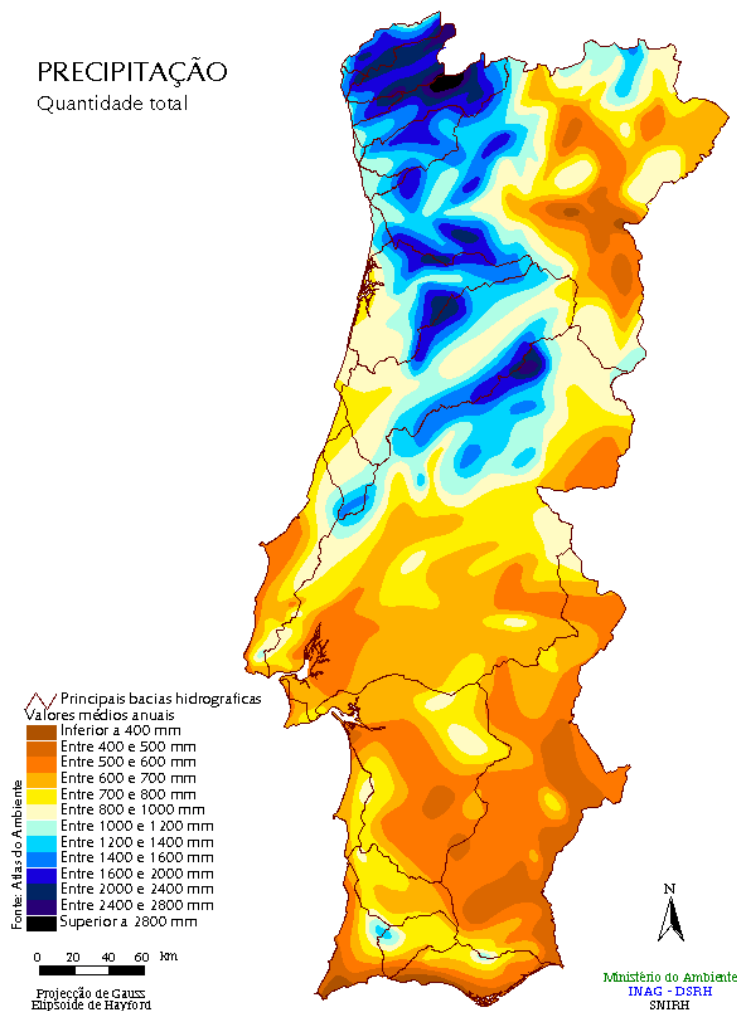 PRECIPITAÇÃO
Quantidade total
Principais bacias hidrograficas
Valores médios anuais
Inferior a 400 mm
Entre 400 e 500 mm
Entre 500 e 600 mm
Entre 600 e 700 mm
Entre 700 e 800 mm
Entre 800 e 1000 mm
Entre 1000 e 1200 mm
Entre 1200 e 1400 mm
Entre 1400 e 1600 mm
Entre 1600 e 2000 mm
Entre 2000 e 2400 mm
Entre 2400 e 2800 mm
Superior a 2800 mm
Fonte: Atlas do Ambiente
0 20 40 60 km
Projecção de Gauss
Elipsoide de Hayford
N
Ministério do Ambiente
INAG - DSRH
SNIRH